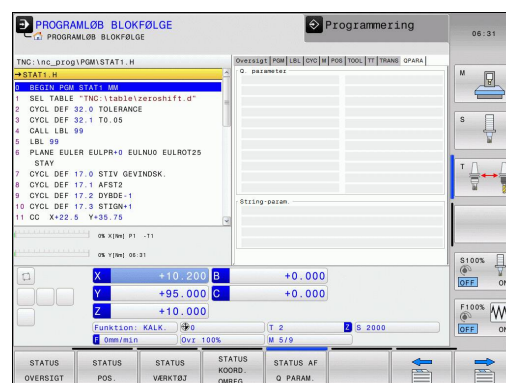 PROGRAMLØB BLOKFØLGE
PROGRAMLØB BLOKFØLGE
Programmering
06:31
TNC:\nc_prog\PGM\STAT1.H
→STAT1.H
0 BEGIN PGM STAT1 MM
1 SEL TABLE "TNC:\table\zeroshift.d"
2 CYCL DEF 32.0 TOLERANCE
3 CYCL DEF 32.1 T0.05
4 CALL LBL 99
5 LBL 99
6 PLANE EULER EULPR+0 EULNU0 EULROT25
STAY
7 CYCL DEF 17.0 STIV GEVINDSK.
8 CYCL DEF 17.1 AFST2
9 CYCL DEF 17.2 DYBDE-1
10 CYCL DEF 17.3 STIGN+1
11 CC X+22.5 Y+35.75
Oversigt PGM LBL CYC M POS TOOL TT TRANS QPARA
Q. parameter
String-param.
0% X[Nm] P1 -T1
0% Y[Nm] 06:31
X +10.200 B +0.000
Y +95.000 C +0.000
Z +10.000
Funktion: KALK. 0 T 2 Z S 2000
F 0mm/min Ovr 100% M 5/9
M
S
T
S100%
OFF ON
F100%
OFF ON
STATUS OVERSIGT
STATUS POS.
STATUS VÆRKTØJ
STATUS KOORD. OMREG.
STATUS AF Q PARAM.